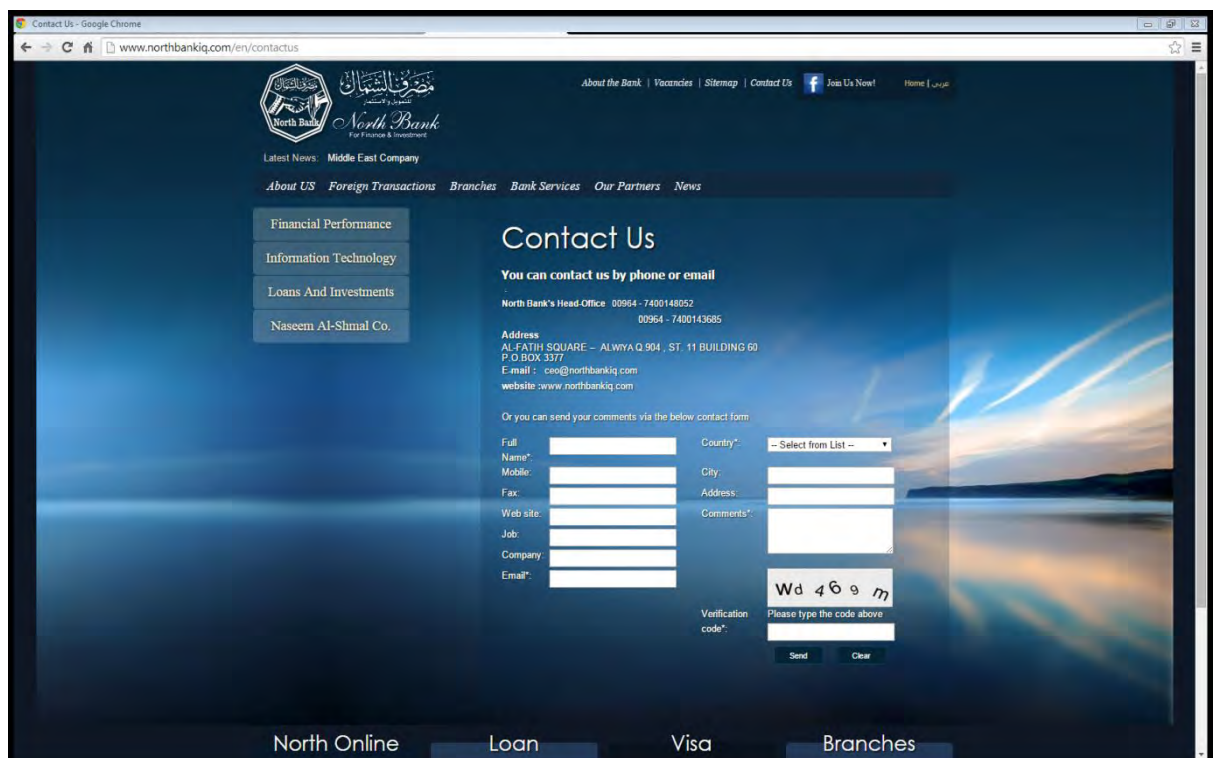 Contact Us - Google Chrome
www.northbankiq.com/en/contactus
مصرف الشمال
للتمويل والاستثمار
North Bank
North Bank
For Finance & Investment
About the Bank | Vacancies | Sitemap | Contact Us
f Join Us Now!
Home | عربي
Latest News: Middle East Company
About US Foreign Transactions Branches Bank Services Our Partners News
Financial Performance
Information Technology
Loans And Investments
Naseem Al-Shmal Co.
Contact Us
You can contact us by phone or email
North Bank's Head-Office 00964 - 7400148052
00964 - 7400143685
Address
AL-FATIH SQUARE – ALWIYA Q.904 , ST. 11 BUILDING 60
P.O.BOX 3377
E-mail : ceo@northbankiq.com
website :www.northbankiq.com
Or you can send your comments via the below contact form
Full
Name*:
Mobile:
Fax:
Web site:
Job:
Company:
Email*:
Country*: -- Select from List --
City:
Address:
Comments*:
Wd 469 m
Verification
code*:
Please type the code above
Send Clear
North Online Loan Visa Branches